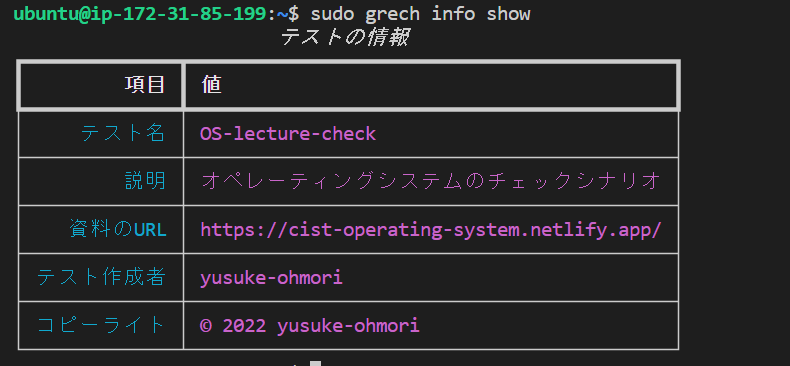 ubuntu@ip-172-31-85-199:~$ sudo grech info show
テストの情報
項目 値
テスト名 OS-lecture-check
説明 オペレーティングシステムのチェックシナリオ
資料のURL https://cist-operating-system.netlify.app/
テスト作成者 yusuke-ohmori
コピーライト © 2022 yusuke-ohmori